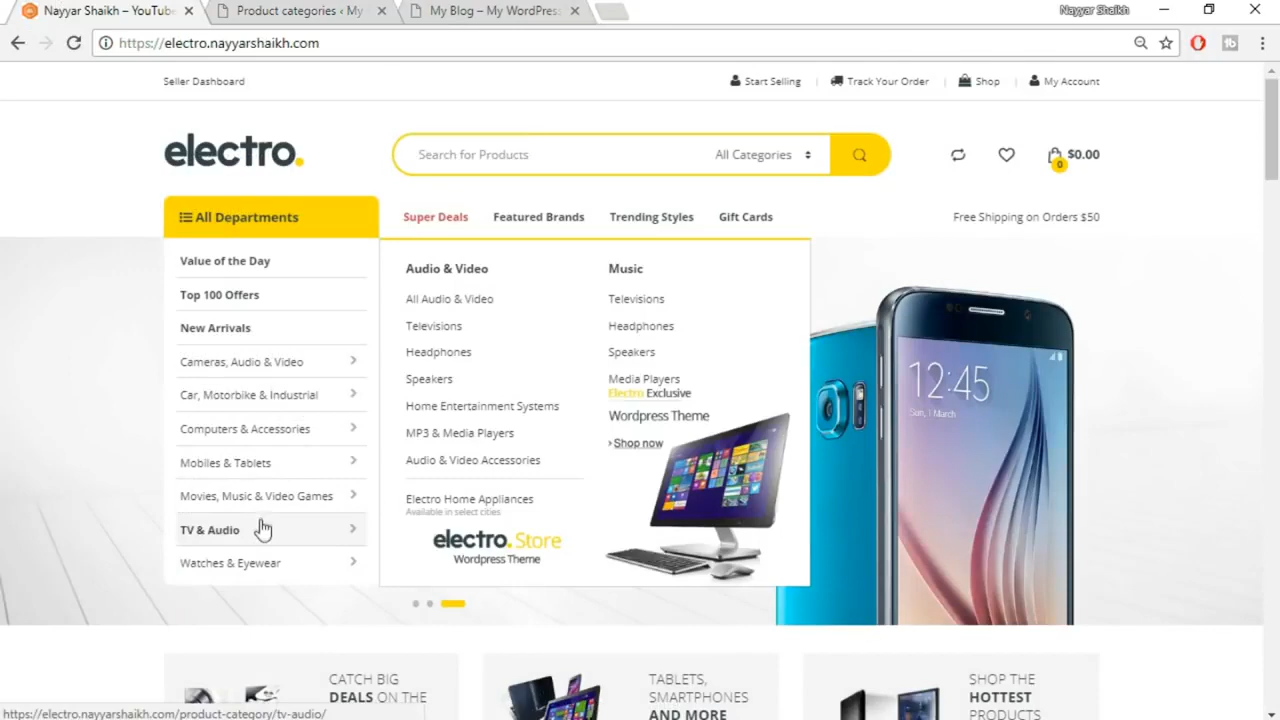 Nayyar Shaikh – YouTub
Product categories ‹ My
My Blog – My WordPres
Nayyar Shaikh
https://electro.nayyarshaikh.com
Seller Dashboard
Start Selling
Track Your Order
Shop
My Account
electro.
Search for Products
All Categories
0
$0.00
All Departments
Super Deals
Featured Brands
Trending Styles
Gift Cards
Free Shipping on Orders $50
Value of the Day
Top 100 Offers
New Arrivals
Cameras, Audio & Video
Car, Motorbike & Industrial
Computers & Accessories
Mobiles & Tablets
Movies, Music & Video Games
TV & Audio
Watches & Eyewear
Audio & Video
All Audio & Video
Televisions
Headphones
Speakers
Home Entertainment Systems
MP3 & Media Players
Audio & Video Accessories
Electro Home Appliances
Available in select cities
electro.Store
Wordpress Theme
Music
Televisions
Headphones
Speakers
Media Players
Electro Exclusive
Wordpress Theme
Shop now
12:45
Sun, 1 March
CATCH BIG
DEALS ON THE
TABLETS,
SMARTPHONES
AND MORE
SHOP THE
HOTTEST
PRODUCTS
https://electro.nayyarshaikh.com/product-category/tv-audio/